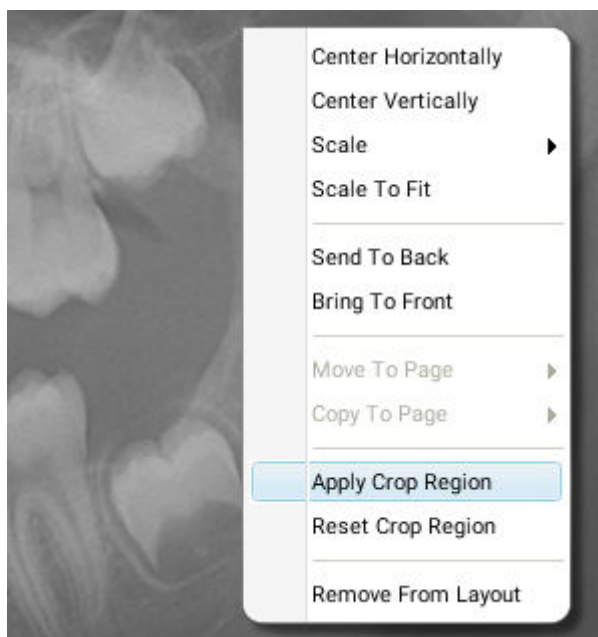 Center Horizontally
Center Vertically
Scale
Scale To Fit
Send To Back
Bring To Front
Move To Page
Copy To Page
Apply Crop Region
Reset Crop Region
Remove From Layout